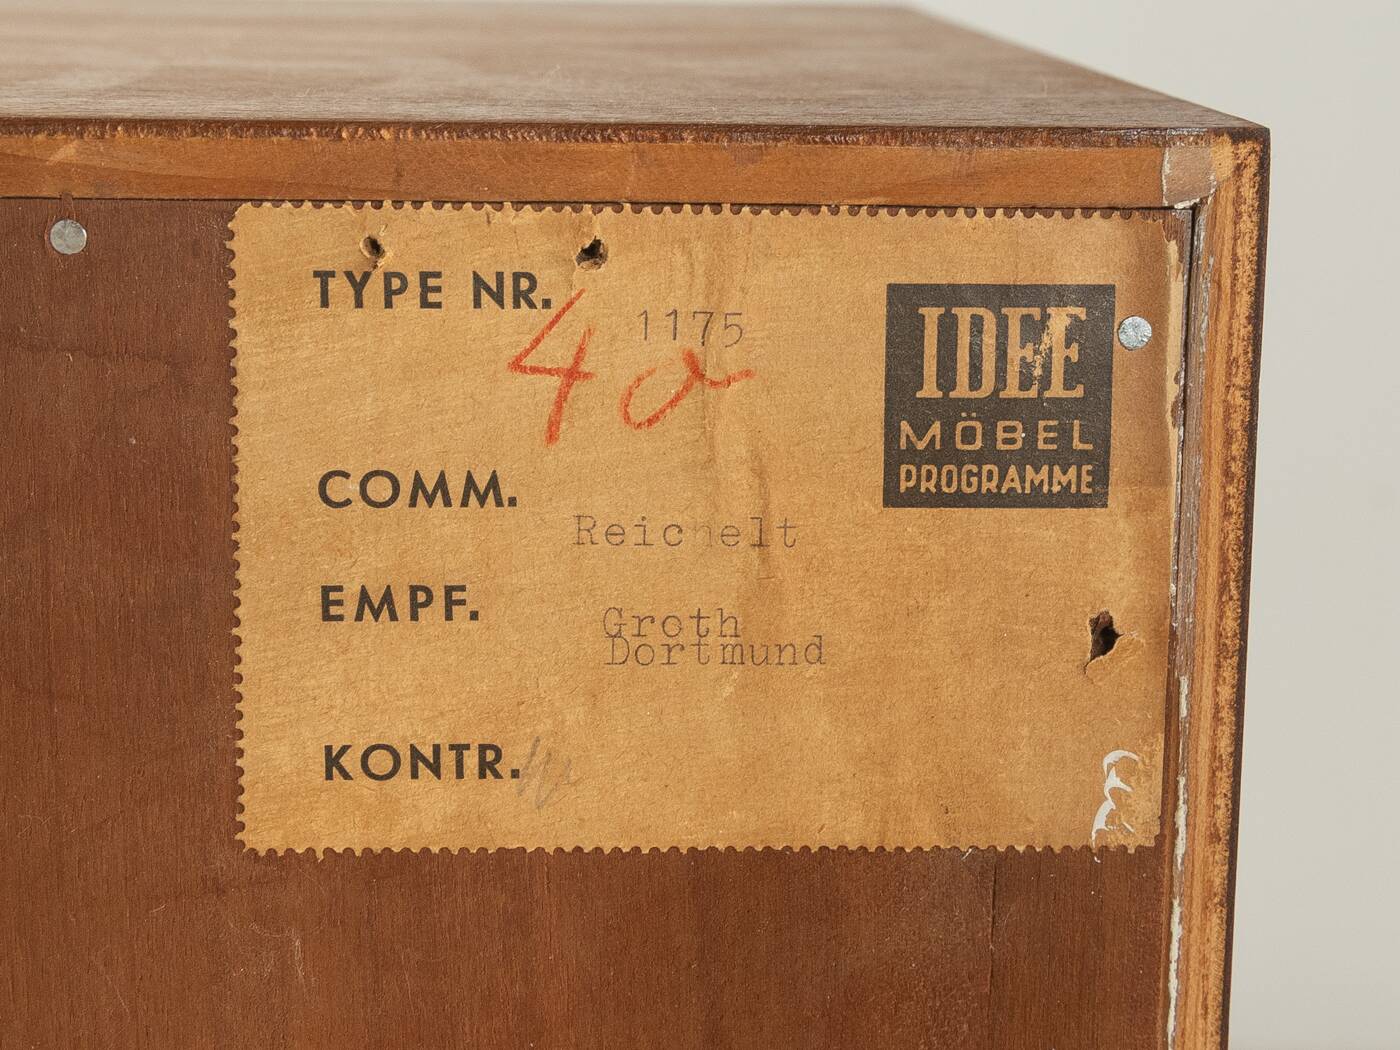 TYPE NR.
1175
4a
IDEE
MÖBEL
PROGRAMME
COMM.
Reichelt
EMPF.
Groth
Dortmund
KONTR.